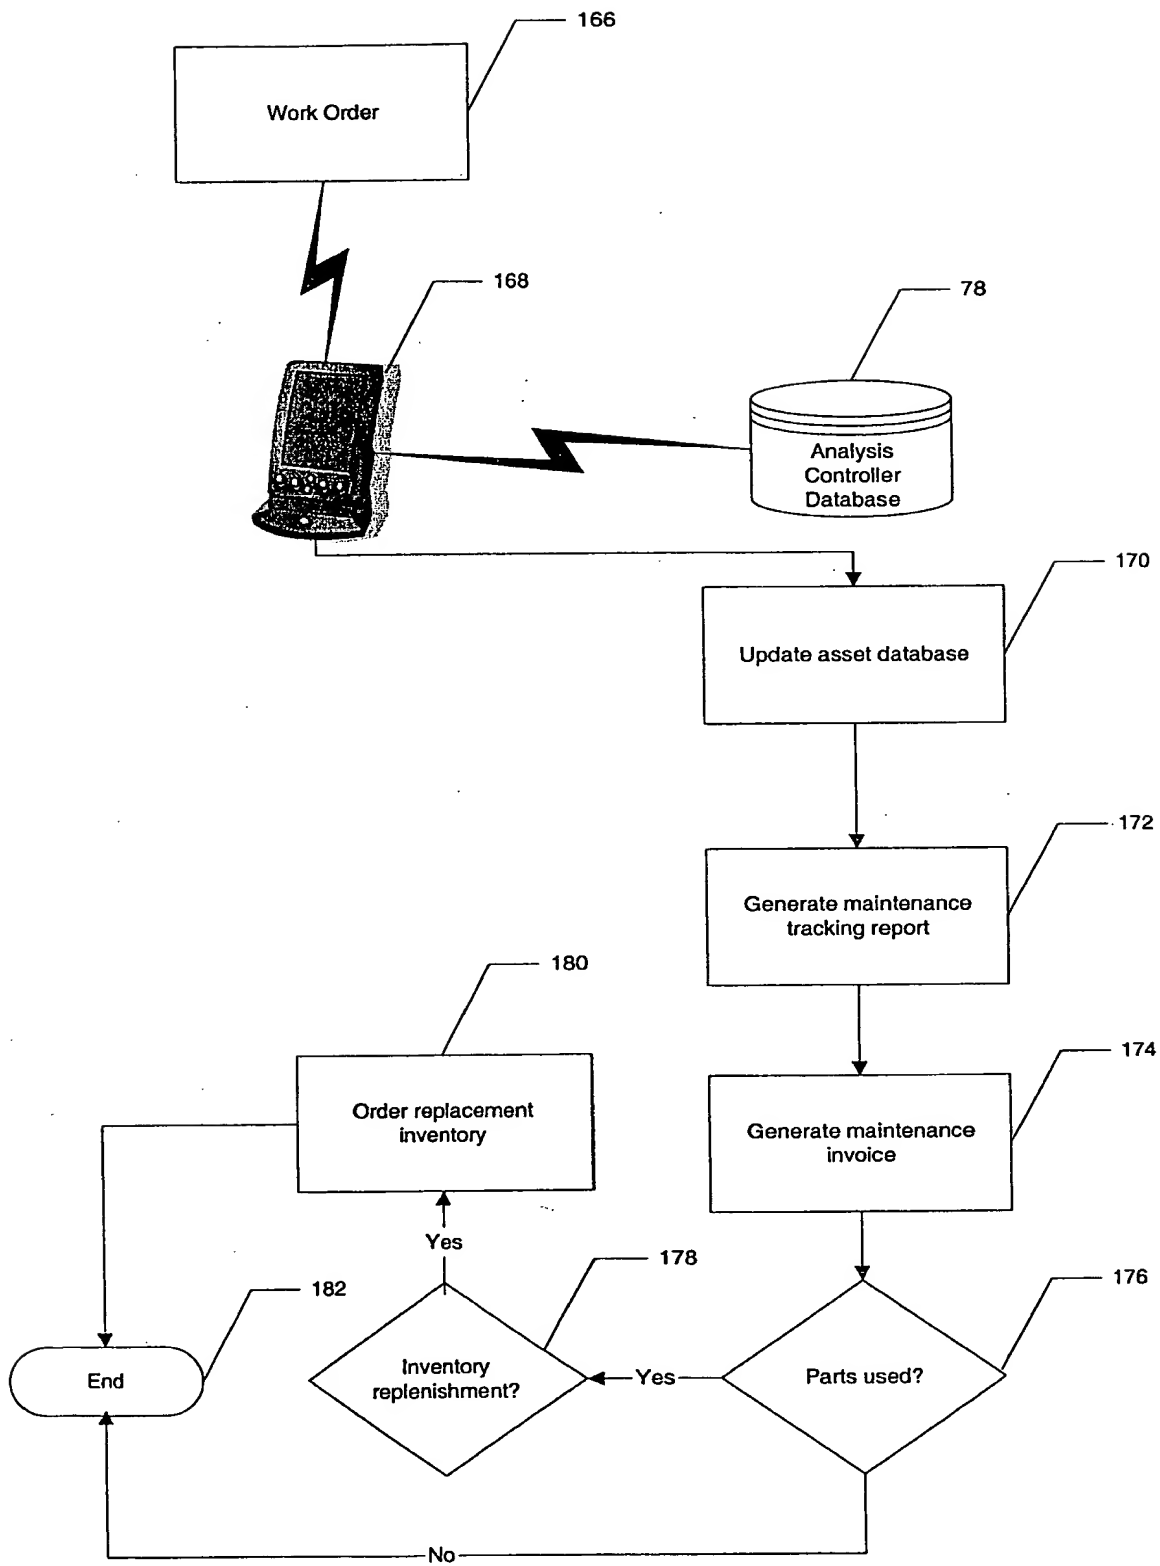 166
Work Order
168
78
Analysis
Controller
Database
170
Update asset database
172
Generate maintenance
tracking report
180
174
Order replacement
inventory
Generate maintenance
invoice
Yes
178
176
182
End
Inventory
replenishment?
Yes
Parts used?
No